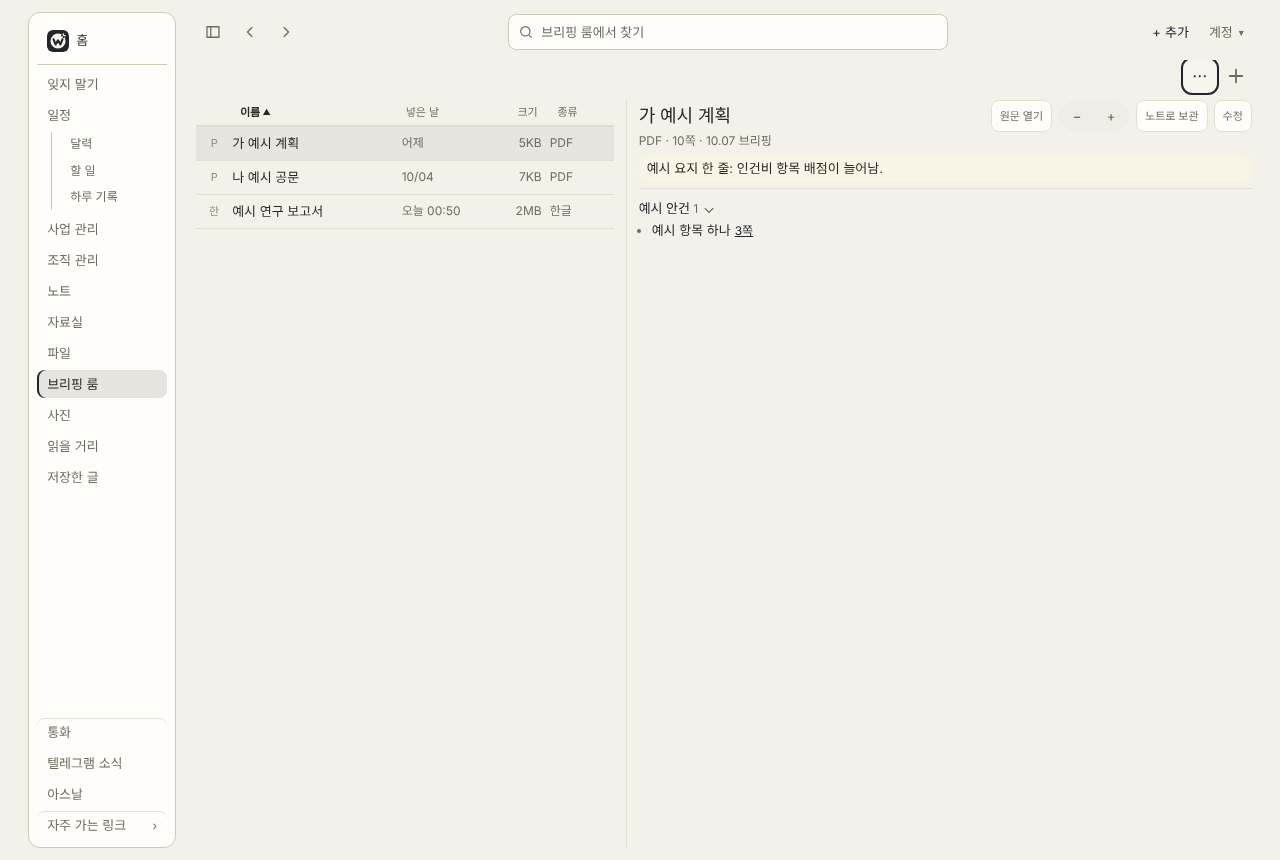 홈
잊지 말기
일정
달력
할 일
하루 기록
사업 관리
조직 관리
노트
자료실
파일
브리핑 룸
사진
읽을 거리
저장한 글
통화
텔레그램 소식
아스날
자주 가는 링크 ›
브리핑 룸에서 찾기
+ 추가 계정 ▼
···
이름▲ 넣은 날 크기 종류
P 가 예시 계획 어제 5KB PDF
P 나 예시 공문 10/04 7KB PDF
한 예시 연구 보고서 오늘 00:50 2MB 한글
가 예시 계획
원문 열기 − + 노트로 보관 수정
PDF · 10쪽 · 10.07 브리핑
예시 요지 한 줄: 인건비 항목 배점이 늘어남.
예시 안건 1
• 예시 항목 하나 3쪽